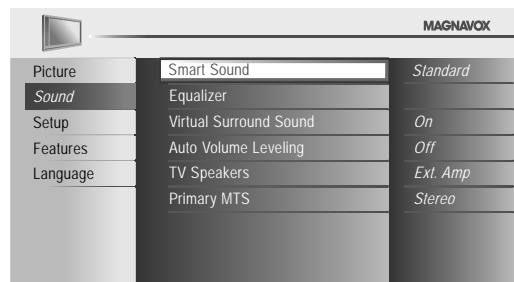 MAGNAVOX
Picture
Sound
Setup
Features
Language
Smart Sound Standard
Equalizer
Virtual Surround Sound On
Auto Volume Leveling Off
TV Speakers Ext. Amp
Primary MTS Stereo